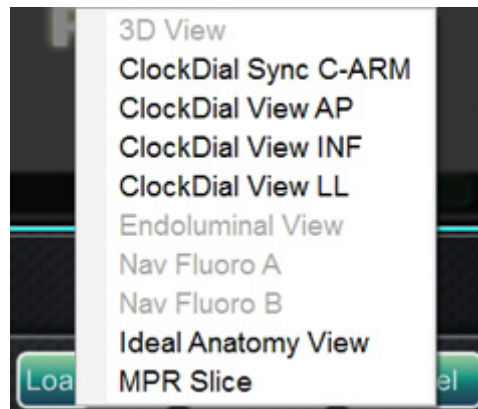 3D View
ClockDial Sync C-ARM
ClockDial View AP
ClockDial View INF
ClockDial View LL
Endoluminal View
Nav Fluoro A
Nav Fluoro B
Ideal Anatomy View
MPR Slice